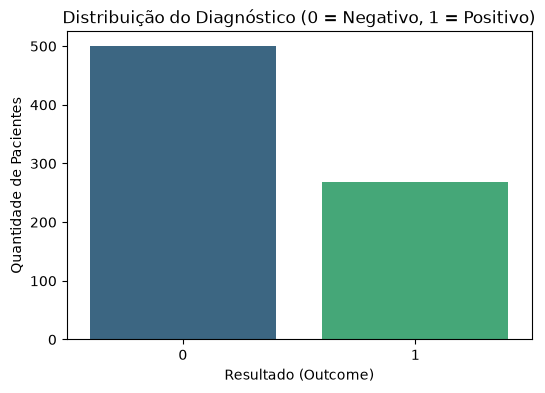 Distribuição do Diagnóstico (0 = Negativo, 1 = Positivo)
500
400
300
200
100
0
Quantidade de Pacientes
0 1
Resultado (Outcome)